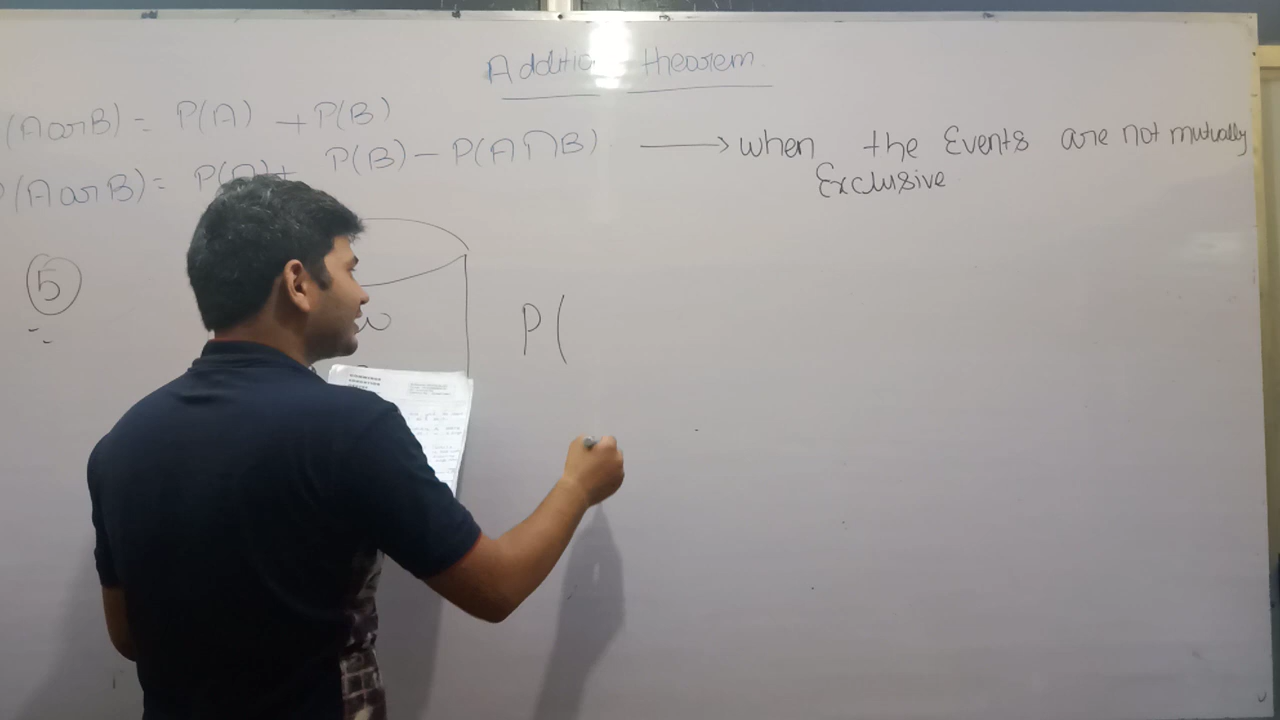 Addition theorem
(A or B) = P(A) + P(B)
P(A or B) = P(A) + P(B) - P(A∩B) → when the Events are not mutually
Exclusive
5
w
P(